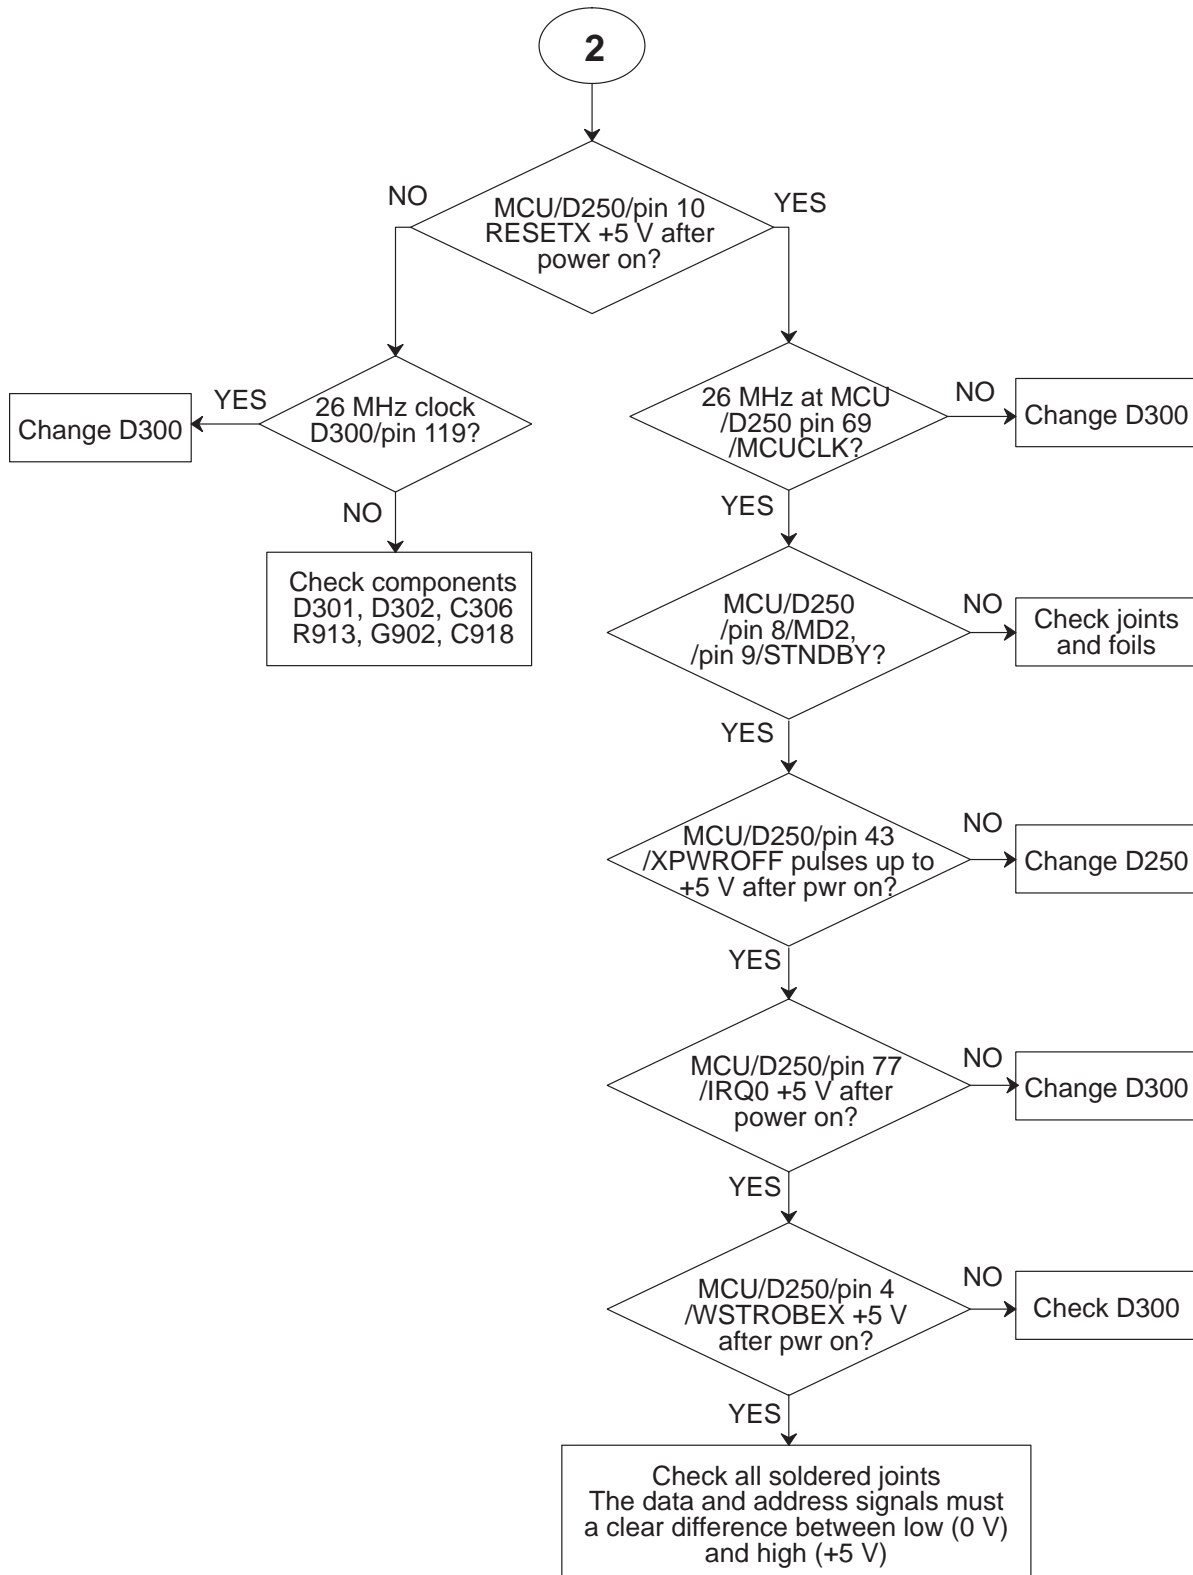 2
NO
YES
MCU/D250/pin 10
RESETX +5 V after
power on?
YES
26 MHz clock
D300/pin 119?
Change D300
NO
Check components
D301, D302, C306
R913, G902, C918
26 MHz at MCU
/D250 pin 69
/MCUCLK?
NO
Change D300
YES
MCU/D250
/pin 8/MD2,
/pin 9/STNDBY?
NO
Check joints
and foils
YES
MCU/D250/pin 43
/XPWROFF pulses up to
+5 V after pwr on?
NO
Change D250
YES
MCU/D250/pin 77
/IRQ0 +5 V after
power on?
NO
Change D300
YES
MCU/D250/pin 4
/WSTROBEX +5 V
after pwr on?
NO
Check D300
YES
Check all soldered joints
The data and address signals must
a clear difference between low (0 V)
and high (+5 V)